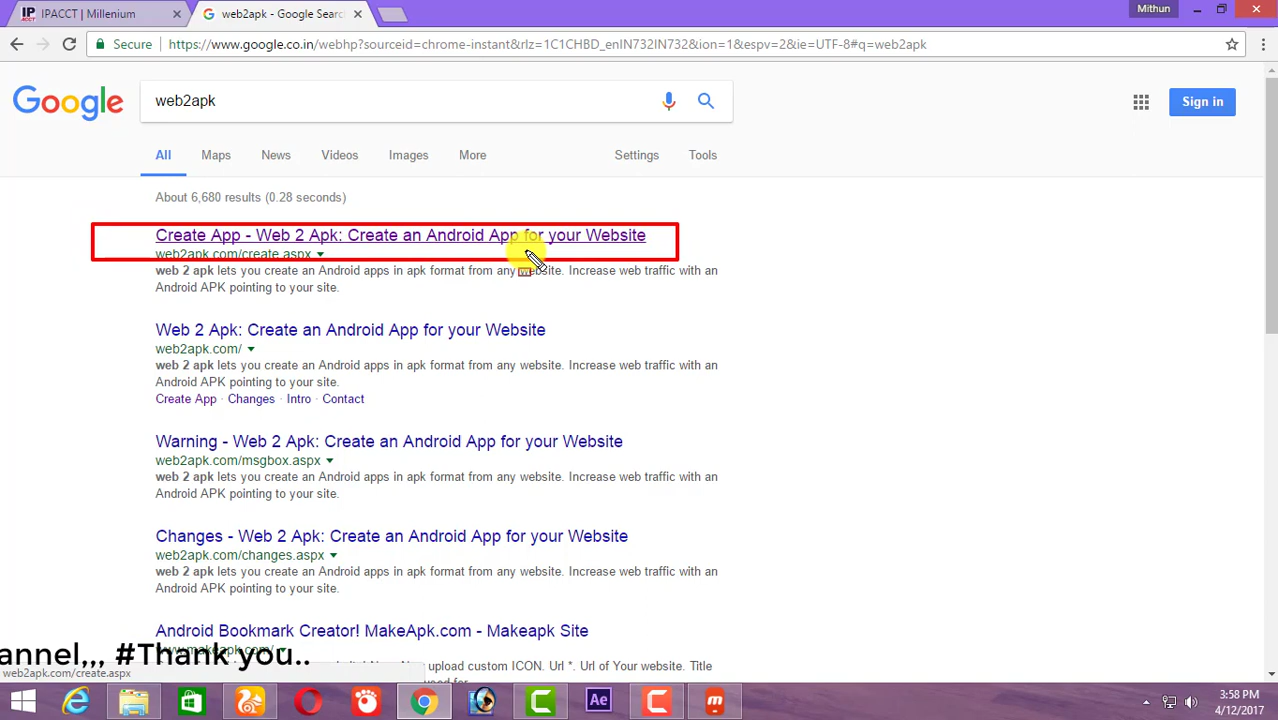 IPACCT | Millenium
web2apk - Google Sear
Mithun
Secure
https://www.google.co.in/webhp?sourceid=chrome-instant&rlz=1C1CHBD_enIN732IN732&ion=1&espv=2&ie=UTF-8#q=web2apk
Google
web2apk
Sign in
All Maps News Videos Images More Settings Tools
About 6,680 results (0.28 seconds)
Create App - Web 2 Apk: Create an Android App for your Website
web2apk.com/create.aspx
web 2 apk lets you create an Android apps in apk format from any website. Increase web traffic with an
Android APK pointing to your site.
Web 2 Apk: Create an Android App for your Website
web2apk.com/
web 2 apk lets you create an Android apps in apk format from any website. Increase web traffic with an
Android APK pointing to your site.
Create App · Changes · Intro · Contact
Warning - Web 2 Apk: Create an Android App for your Website
web2apk.com/msgbox.aspx
web 2 apk lets you create an Android apps in apk format from any website. Increase web traffic with an
Android APK pointing to your site.
Changes - Web 2 Apk: Create an Android App for your Website
web2apk.com/changes.aspx
web 2 apk lets you create an Android apps in apk format from any website. Increase web traffic with an
Android APK pointing to your site.
Android Bookmark Creator! MakeApk.com - Makeapk Site
www.makeapk.com/
annel,,, #Thank you..
upload custom ICON. Url *. Url of Your website. Title
web2apk.com/create.aspx
Ae
3:58 PM
4/12/2017